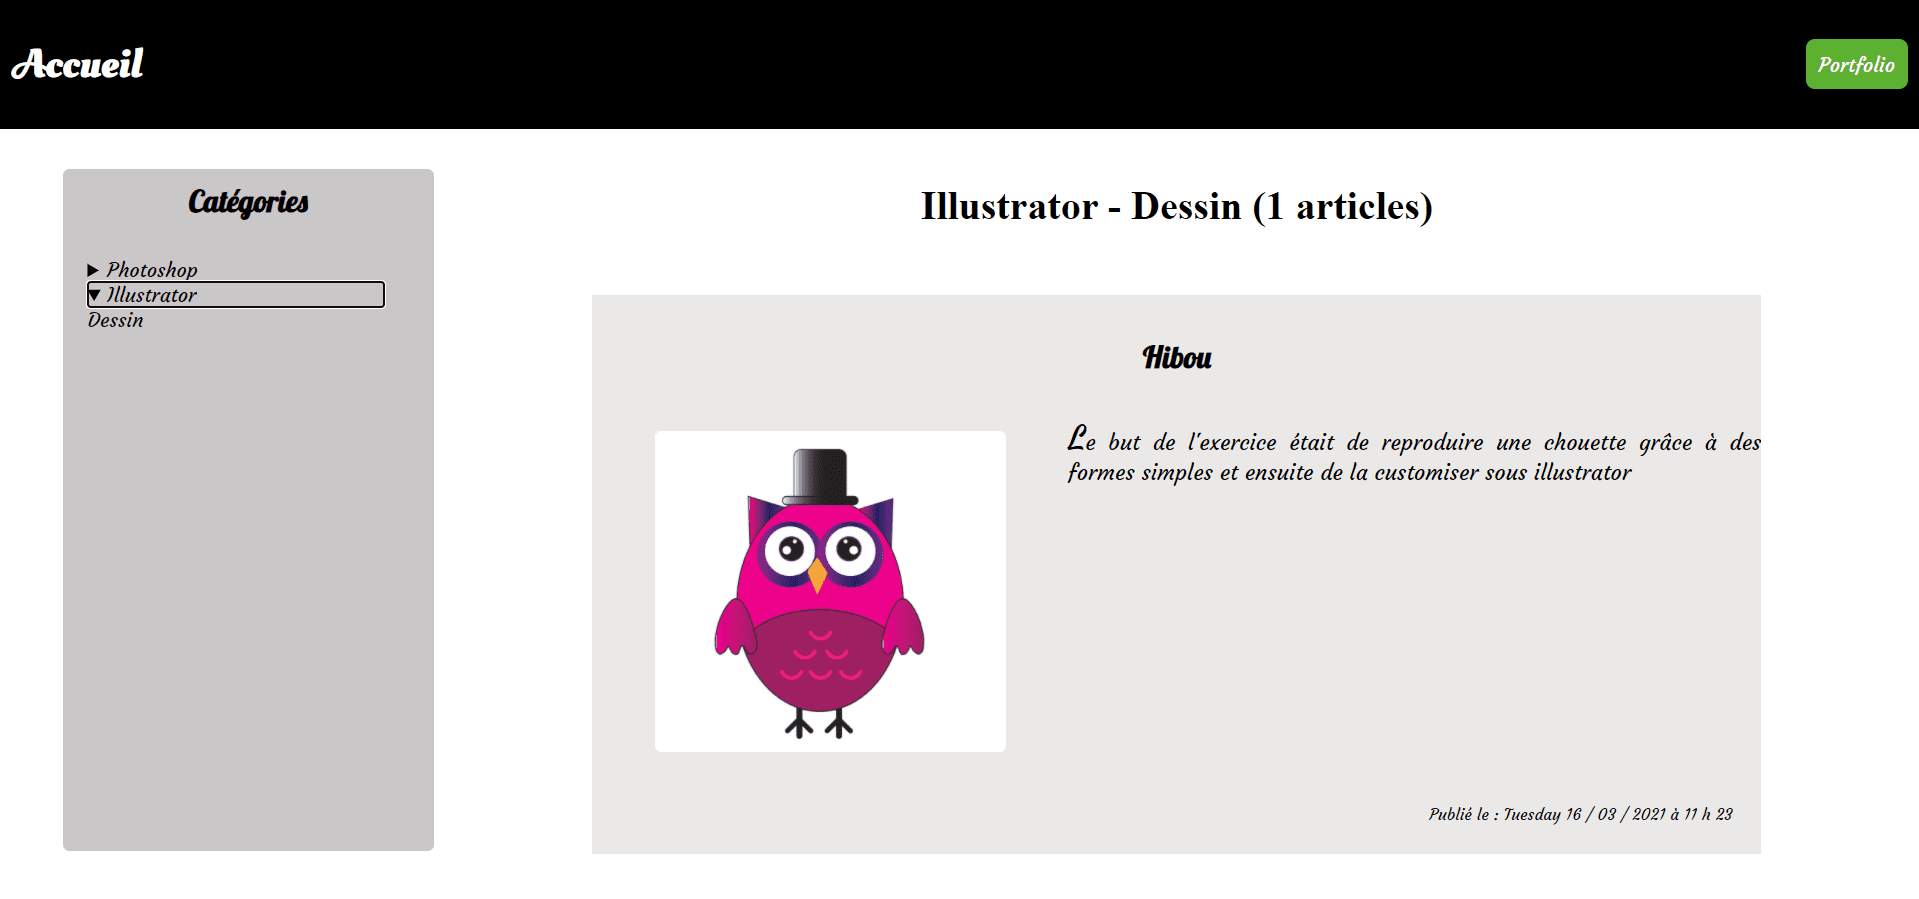 Accueil
Portfolio
Catégories
Photoshop
Illustrator
Dessin
Illustrator - Dessin (1 articles)
Hibou
Le but de l'exercice était de reproduire une chouette grâce à des
formes simples et ensuite de la customiser sous illustrator
Publié le : Tuesday 16 / 03 / 2021 à 11 h 23